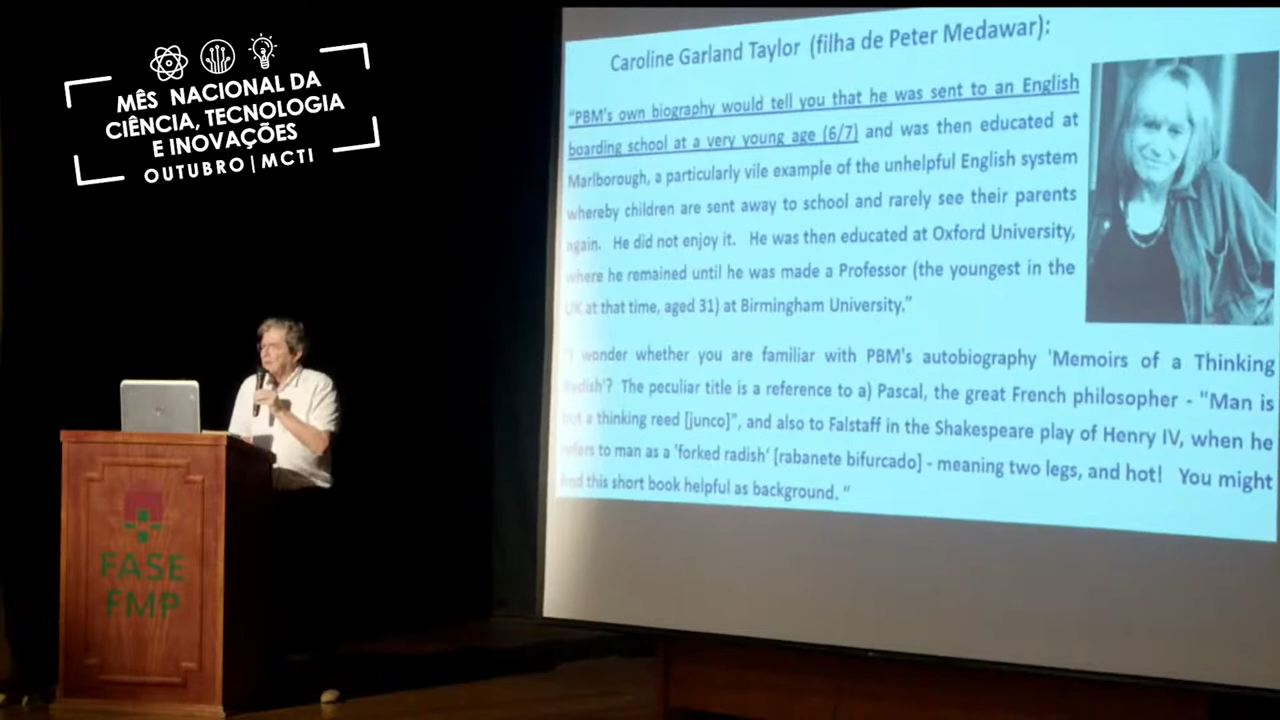 MÊS NACIONAL DA
CIÊNCIA, TECNOLOGIA
E INOVAÇÕES
OUTUBRO | MCTI
Caroline Garland Taylor (filha de Peter Medawar):
“PBM's own biography would tell you that he was sent to an English
boarding school at a very young age (6/7) and was then educated at
Marlborough, a particularly vile example of the unhelpful English system
whereby children are sent away to school and rarely see their parents
again. He did not enjoy it. He was then educated at Oxford University,
where he remained until he was made a Professor (the youngest in the
UK at that time, aged 31) at Birmingham University.”
“I wonder whether you are familiar with PBM's autobiography 'Memoirs of a Thinking
Radish'? The peculiar title is a reference to a) Pascal, the great French philosopher - "Man is
but a thinking reed [junco]", and also to Falstaff in the Shakespeare play of Henry IV, when he
refers to man as a 'forked radish' [rabanete bifurcado] - meaning two legs, and hot! You might
find this short book helpful as background. “
FASE
FMP